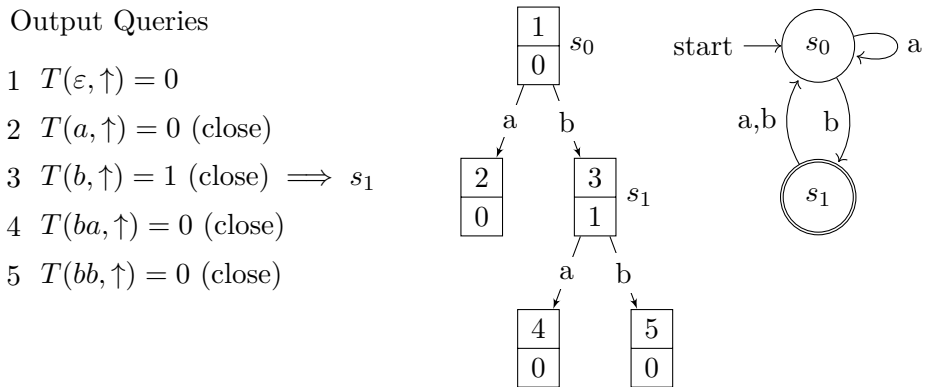 Output Queries
1 T(ε, ↑) = 0
2 T(a, ↑) = 0 (close)
3 T(b, ↑) = 1 (close) ⟹ s₁
4 T(ba, ↑) = 0 (close)
5 T(bb, ↑) = 0 (close)
1
0
s₀
a
b
2
0
3
1
s₁
a
b
4
0
5
0
start
s₀
a
a,b
b
s₁